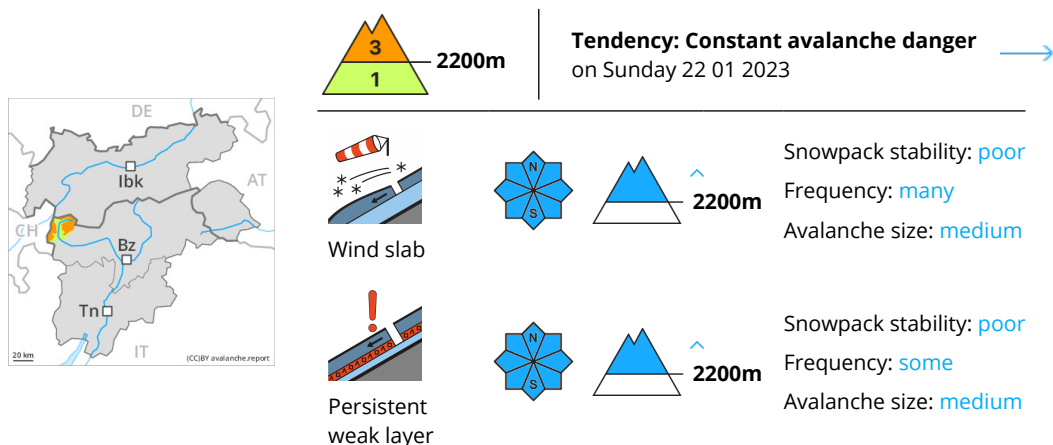 3
1
2200m
Tendency: Constant avalanche danger
on Sunday 22 01 2023
DE
Ibk
AT
CH
Bz
Tn
IT
20 km
(CC)BY avalanche.report
Wind slab
N
S
2200m
Snowpack stability: poor
Frequency: many
Avalanche size: medium
Persistent
weak layer
N
S
2200m
Snowpack stability: poor
Frequency: some
Avalanche size: medium